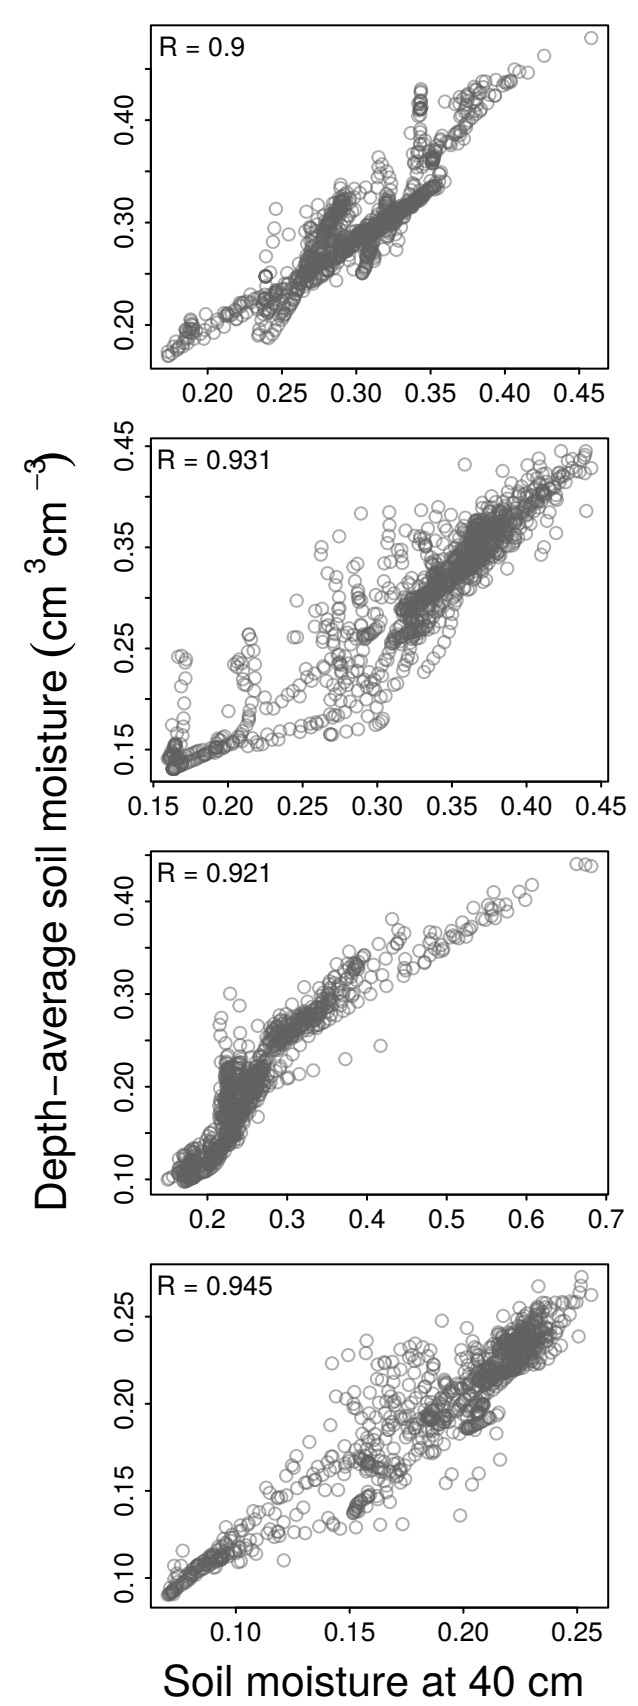 Depth−average soil moisture (cm³cm⁻³)
R = 0.9
0.40
0.30
0.20
0.20 0.25 0.30 0.35 0.40 0.45
R = 0.931
0.45
0.35
0.25
0.15
0.15 0.20 0.25 0.30 0.35 0.40 0.45
R = 0.921
0.40
0.30
0.20
0.10
0.2 0.3 0.4 0.5 0.6 0.7
R = 0.945
0.25
0.20
0.15
0.10
0.10 0.15 0.20 0.25
Soil moisture at 40 cm